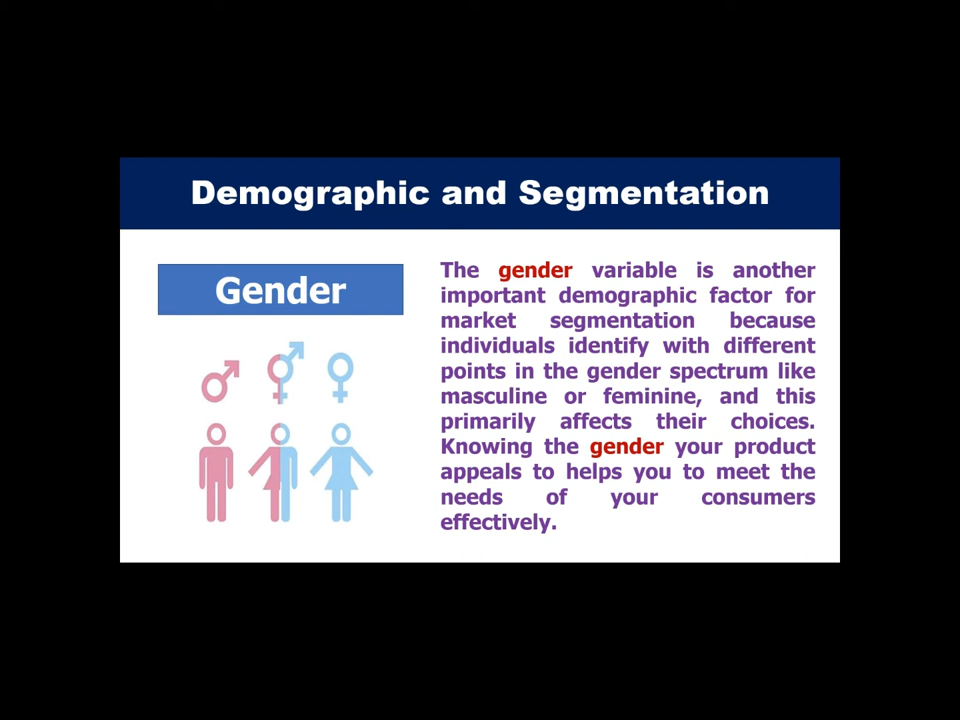 Demographic and Segmentation
Gender
The gender variable is another
important demographic factor for
market segmentation because
individuals identify with different
points in the gender spectrum like
masculine or feminine, and this
primarily affects their choices.
Knowing the gender your product
appeals to helps you to meet the
needs of your consumers
effectively.